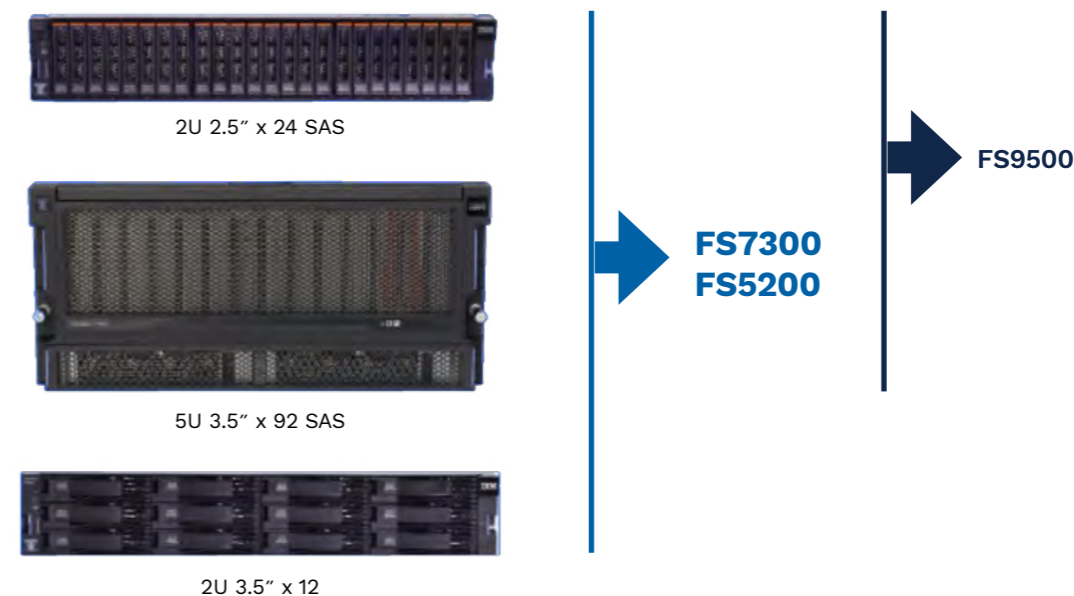 2U 2.5″ x 24 SAS
FS9500
FS7300
FS5200
5U 3.5″ x 92 SAS
2U 3.5″ x 12